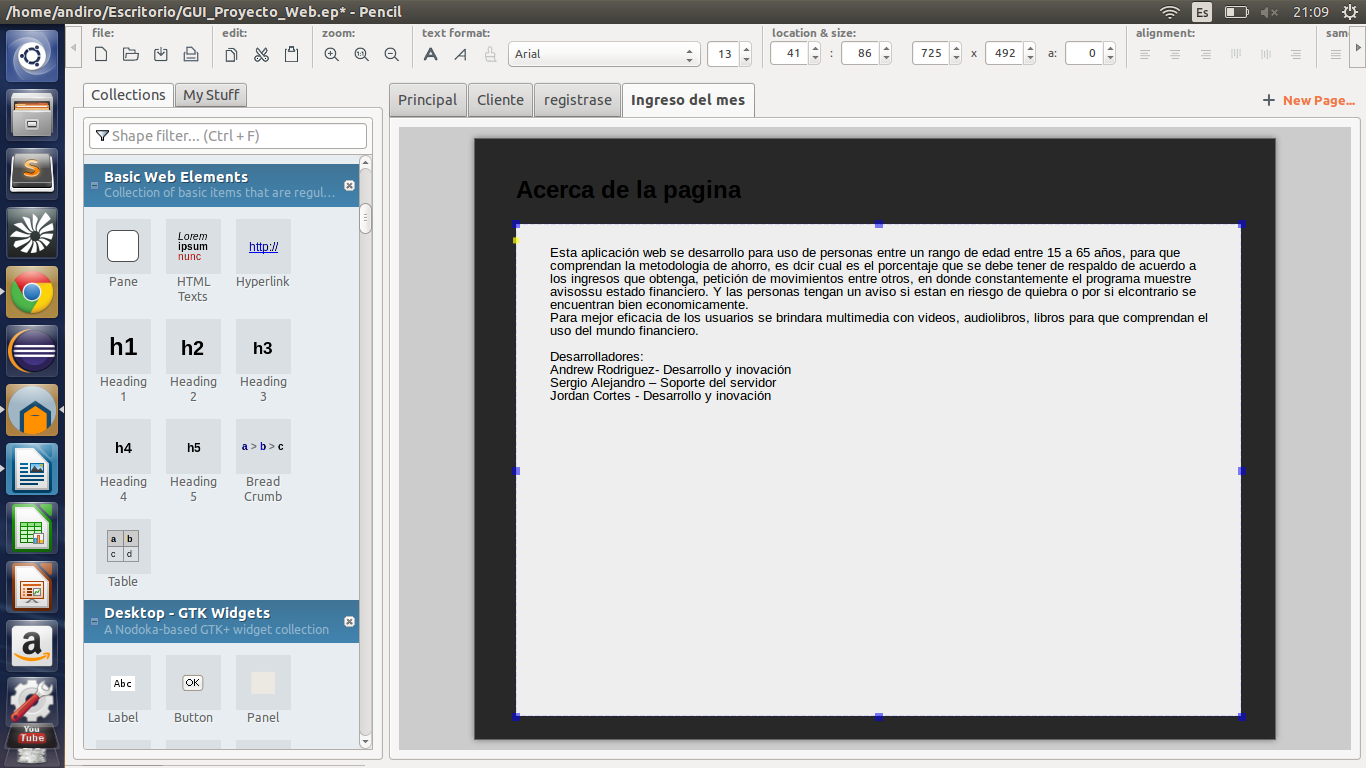 /home/andiro/Escritorio/GUI_Proyecto_Web.ep* - Pencil
Es
21:09
file:
edit:
zoom:
text format:
location & size:
alignment:
sam
1:1
A
A
Arial
13
41
:
86
725
x
492
a:
0
Collections
My Stuff
Principal
Cliente
registrase
Ingreso del mes
New Page...
Shape filter... (Ctrl + F)
Basic Web Elements
Collection of basic items that are regul...
Lorem
ipsum
nunc
http://
Pane
HTML
Texts
Hyperlink
h1
h2
h3
Heading
1
Heading
2
Heading
3
h4
h5
a > b > c
Heading
4
Heading
5
Bread
Crumb
a b
c d
Table
Desktop - GTK Widgets
A Nodoka-based GTK+ widget collection
Abc
OK
Label
Button
Panel
Acerca de la pagina
Esta aplicación web se desarrollo para uso de personas entre un rango de edad entre 15 a 65 años, para que
comprendan la metodologia de ahorro, es dcir cual es el porcentaje que se debe tener de respaldo de acuerdo a
los ingresos que obtenga, petición de movimientos entre otros, en donde constantemente el programa muestre
avisossu estado financiero. Y las personas tengan un aviso si estan en riesgo de quiebra o por si elcontrario se
encuentran bien economicamente.
Para mejor eficacia de los usuarios se brindara multimedia con videos, audiolibros, libros para que comprendan el
uso del mundo financiero.
Desarrolladores:
Andrew Rodriguez- Desarrollo y inovación
Sergio Alejandro – Soporte del servidor
Jordan Cortes - Desarrollo y inovación
S
a
You
Tube